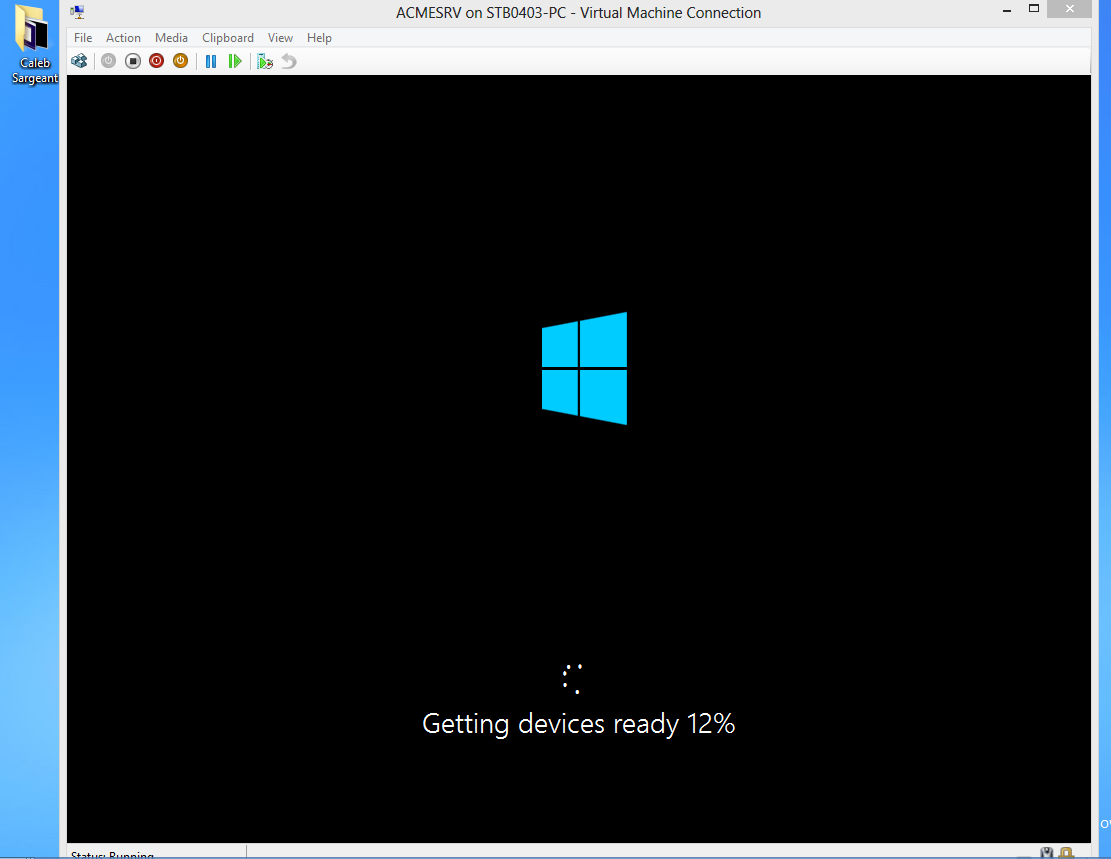 ACMESRV on STB0403-PC - Virtual Machine Connection
File Action Media Clipboard View Help
Caleb
Sargeant
Getting devices ready 12%
Status: Running